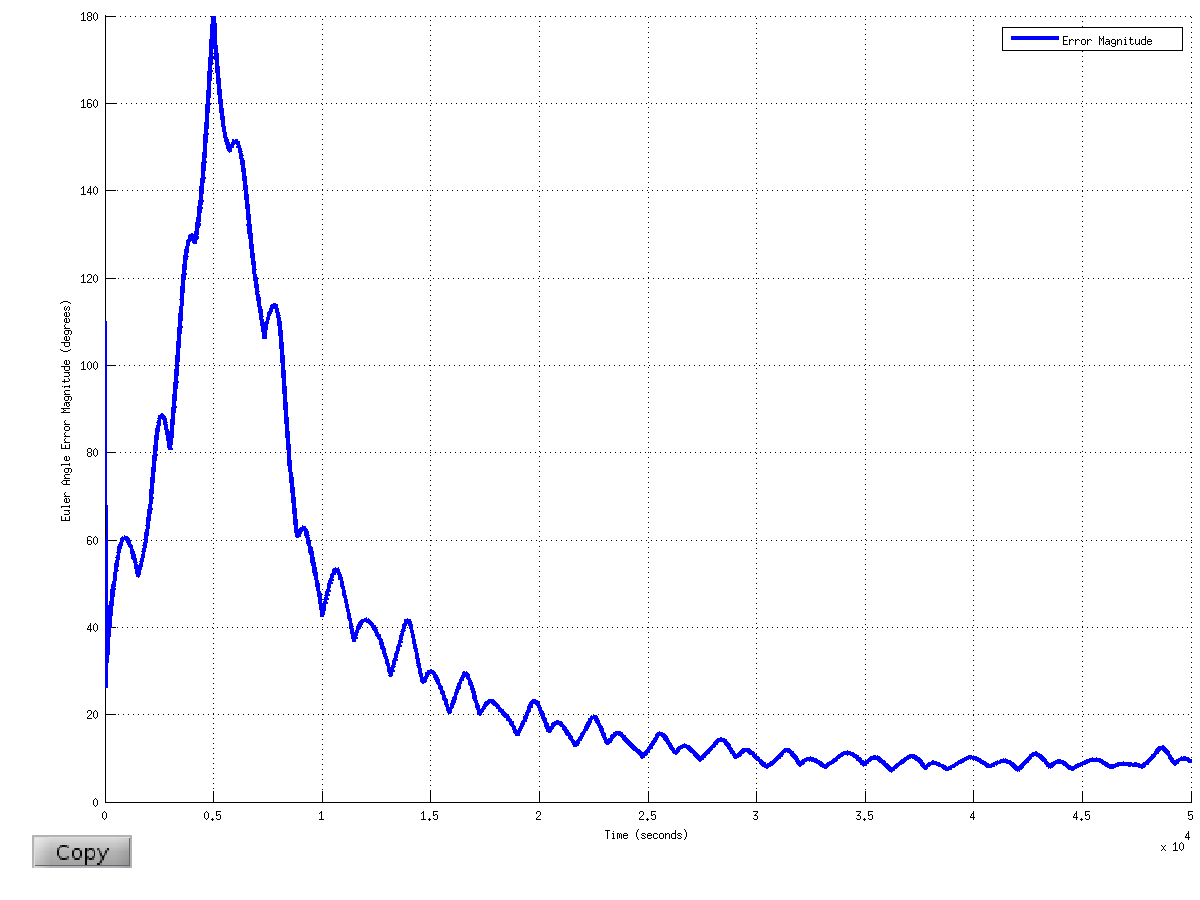 180
Error Magnitude
160
140
120
100
80
60
40
20
0
Euler Angle Error Magnitude (degrees)
0 0.5 1 1.5 2 2.5 3 3.5 4 4.5 5
Time (seconds)
x 10 4
Copy